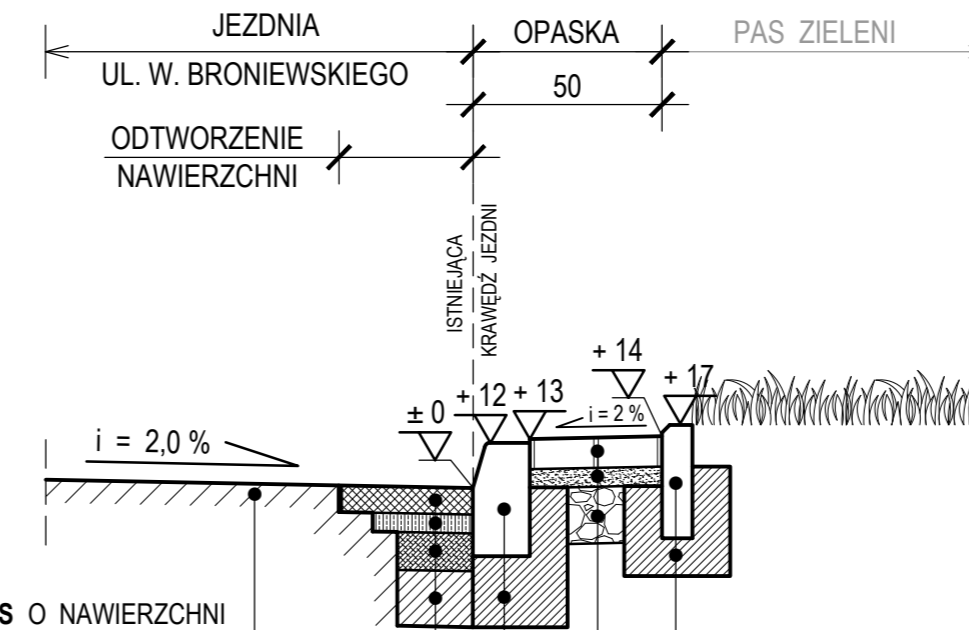 JEZDNIA
OPASKA
PAS ZIELENI
UL. W. BRONIEWSKIEGO
50
ODTWORZENIE
NAWIERZCHNI
ISTNIEJĄCA
KRAWĘDŹ JEZDNI
+ 14
+ 17
+ 12
+ 13
± 0
i = 2 %
i = 2,0 %
S O NAWIERZCHNI